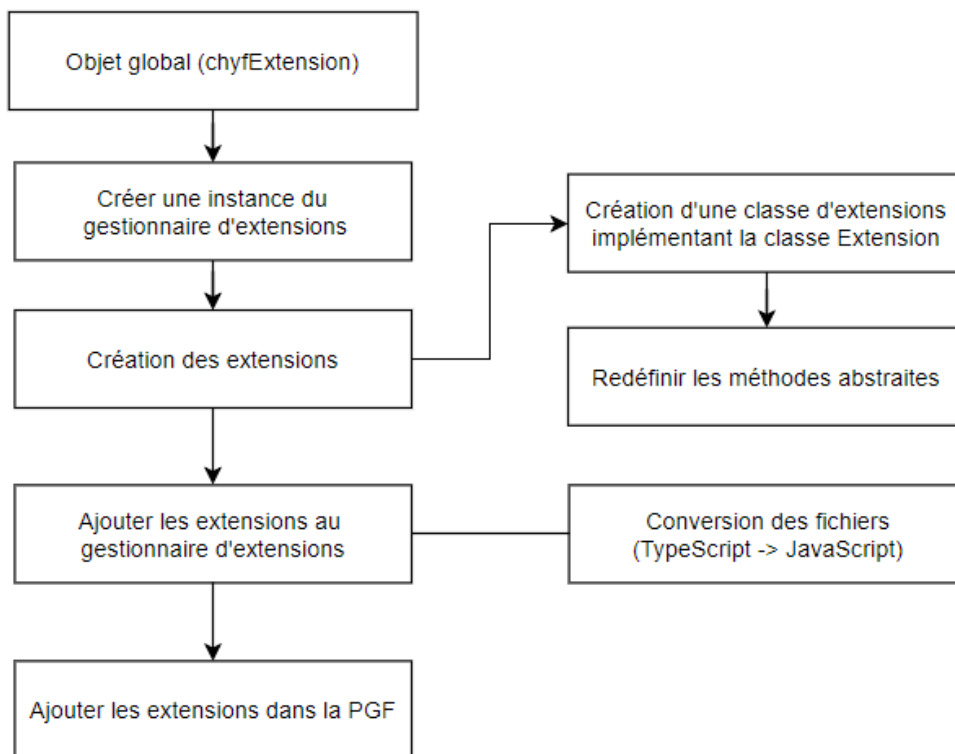 Objet global (chyfExtension)
Créer une instance du
gestionnaire d'extensions
Création d'une classe d'extensions
implémentant la classe Extension
Création des extensions
Redéfinir les méthodes abstraites
Ajouter les extensions au
gestionnaire d'extensions
Conversion des fichiers
(TypeScript -> JavaScript)
Ajouter les extensions dans la PGF